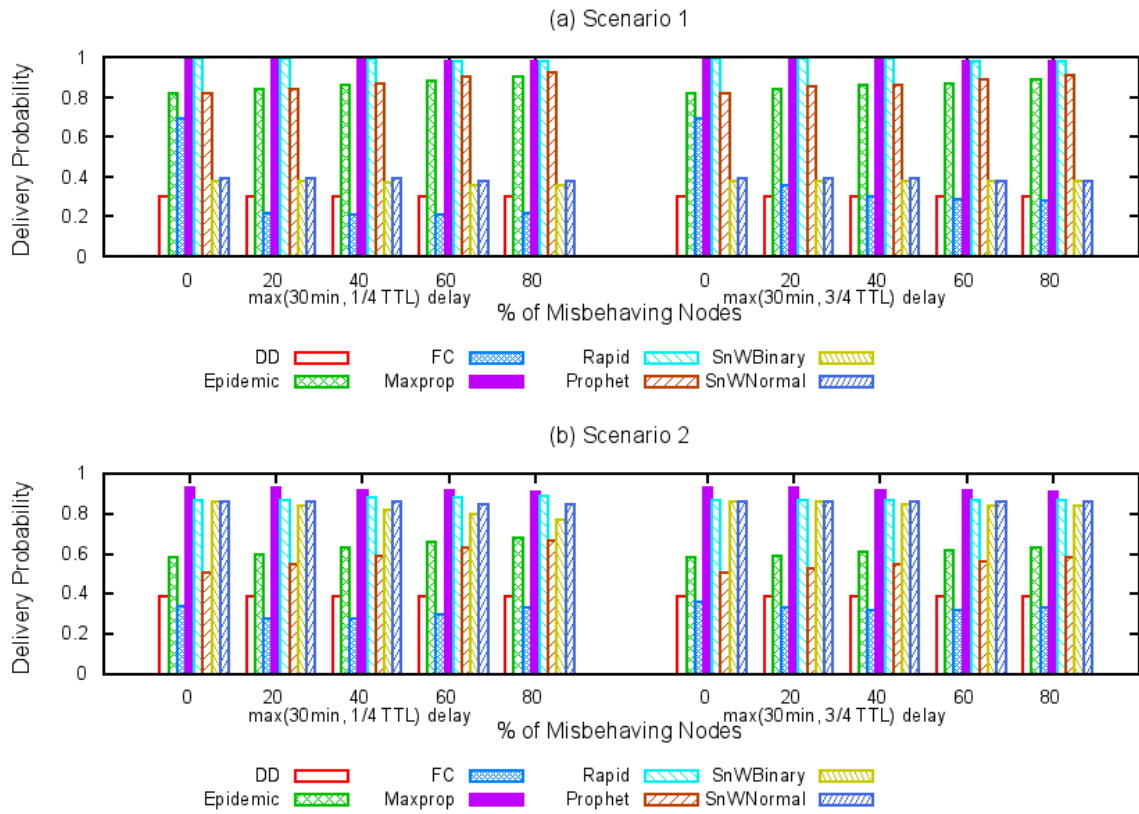 (a) Scenario 1
Delivery Probability
1
0.8
0.6
0.4
0.2
0
0 20 40 60 80 0 20 40 60 80
max(30min, 1/4 TTL) delay max(30min, 3/4 TTL) delay
% of Misbehaving Nodes
DD FC Rapid SnWBinary
Epidemic Maxprop Prophet SnWNormal
(b) Scenario 2
Delivery Probability
1
0.8
0.6
0.4
0.2
0
0 20 40 60 80 0 20 40 60 80
max(30min, 1/4 TTL) delay max(30min, 3/4 TTL) delay
% of Misbehaving Nodes
DD FC Rapid SnWBinary
Epidemic Maxprop Prophet SnWNormal